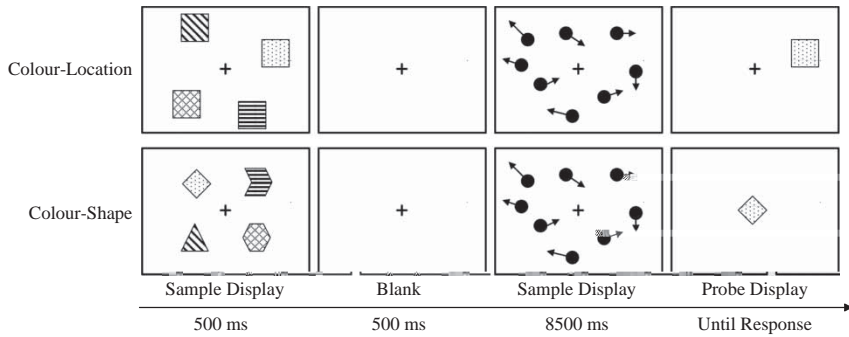 Colour-Location
Colour-Shape
Sample Display Blank Sample Display Probe Display
500 ms 500 ms 8500 ms Until Response